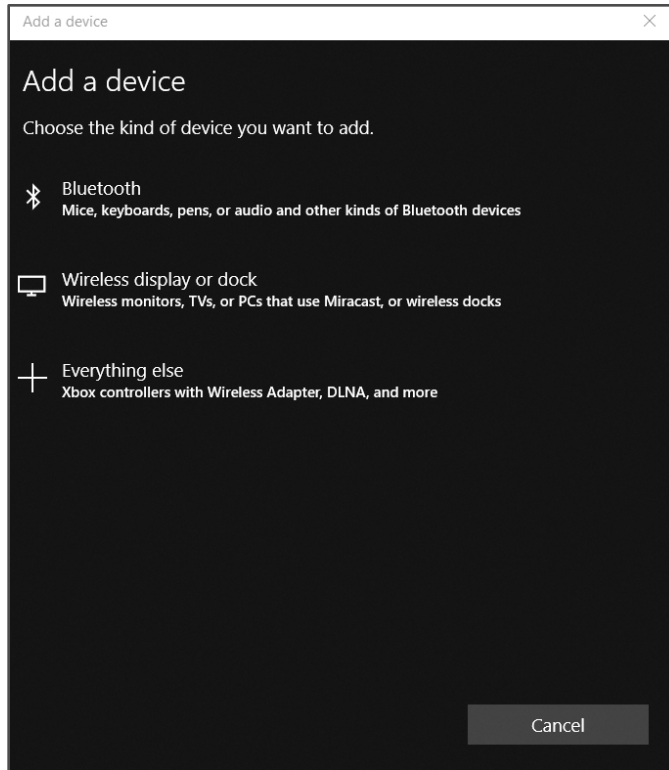 Add a device
Add a device
Choose the kind of device you want to add.
Bluetooth
Mice, keyboards, pens, or audio and other kinds of Bluetooth devices
Wireless display or dock
Wireless monitors, TVs, or PCs that use Miracast, or wireless docks
Everything else
Xbox controllers with Wireless Adapter, DLNA, and more
Cancel